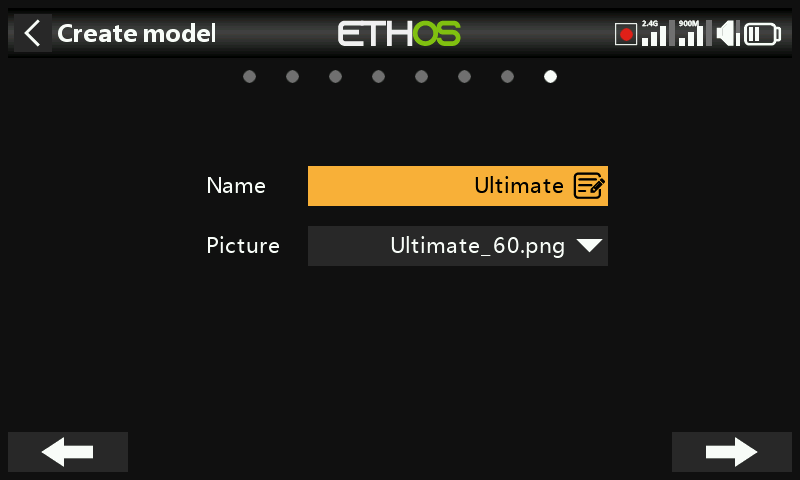 Create model
ETHOS
2.4G
900M
Name
Ultimate
Picture
Ultimate_60.png